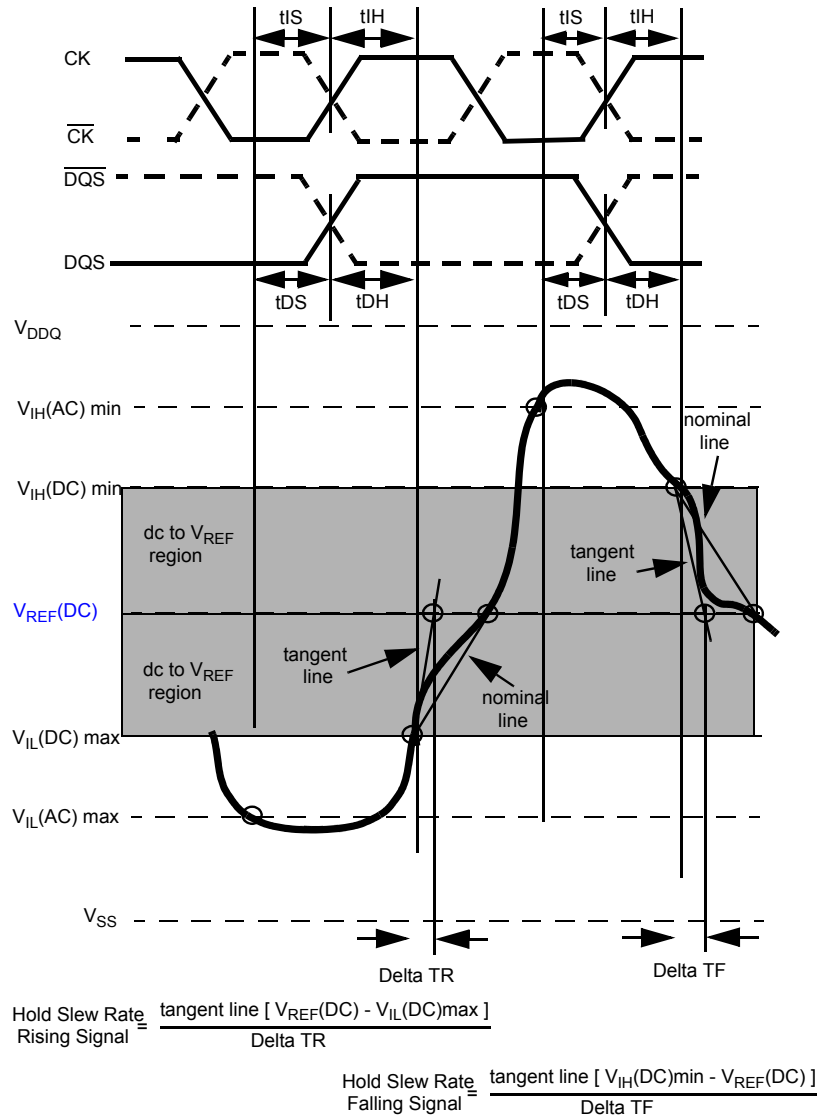 tIS tIH tIS tIH
CK
CK
DQS
DQS
tDS tDH tDS tDH
VDDQ
VIH(AC) min
nominal
line
VIH(DC) min
dc to VREF
region
tangent
line
VREF(DC)
dc to VREF
region
tangent
line
nominal
line
VIL(DC) max
VIL(AC) max
VSS
Delta TR
Delta TF
Hold Slew Rate
Rising Signal = tangent line [ VREF(DC) - VIL(DC)max ]
Delta TR
Hold Slew Rate
Falling Signal = tangent line [ VIH(DC)min - VREF(DC) ]
Delta TF